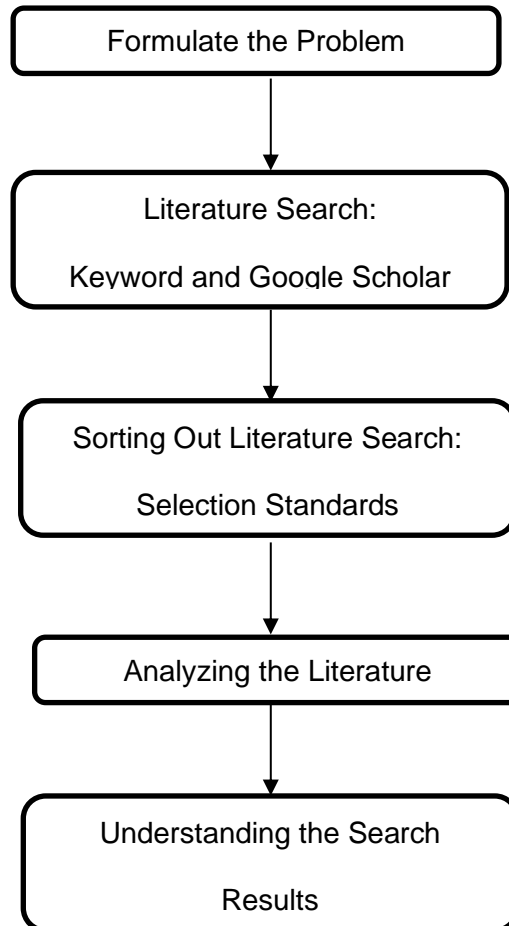 Formulate the Problem
Literature Search:
Keyword and Google Scholar
Sorting Out Literature Search:
Selection Standards
Analyzing the Literature
Understanding the Search
Results